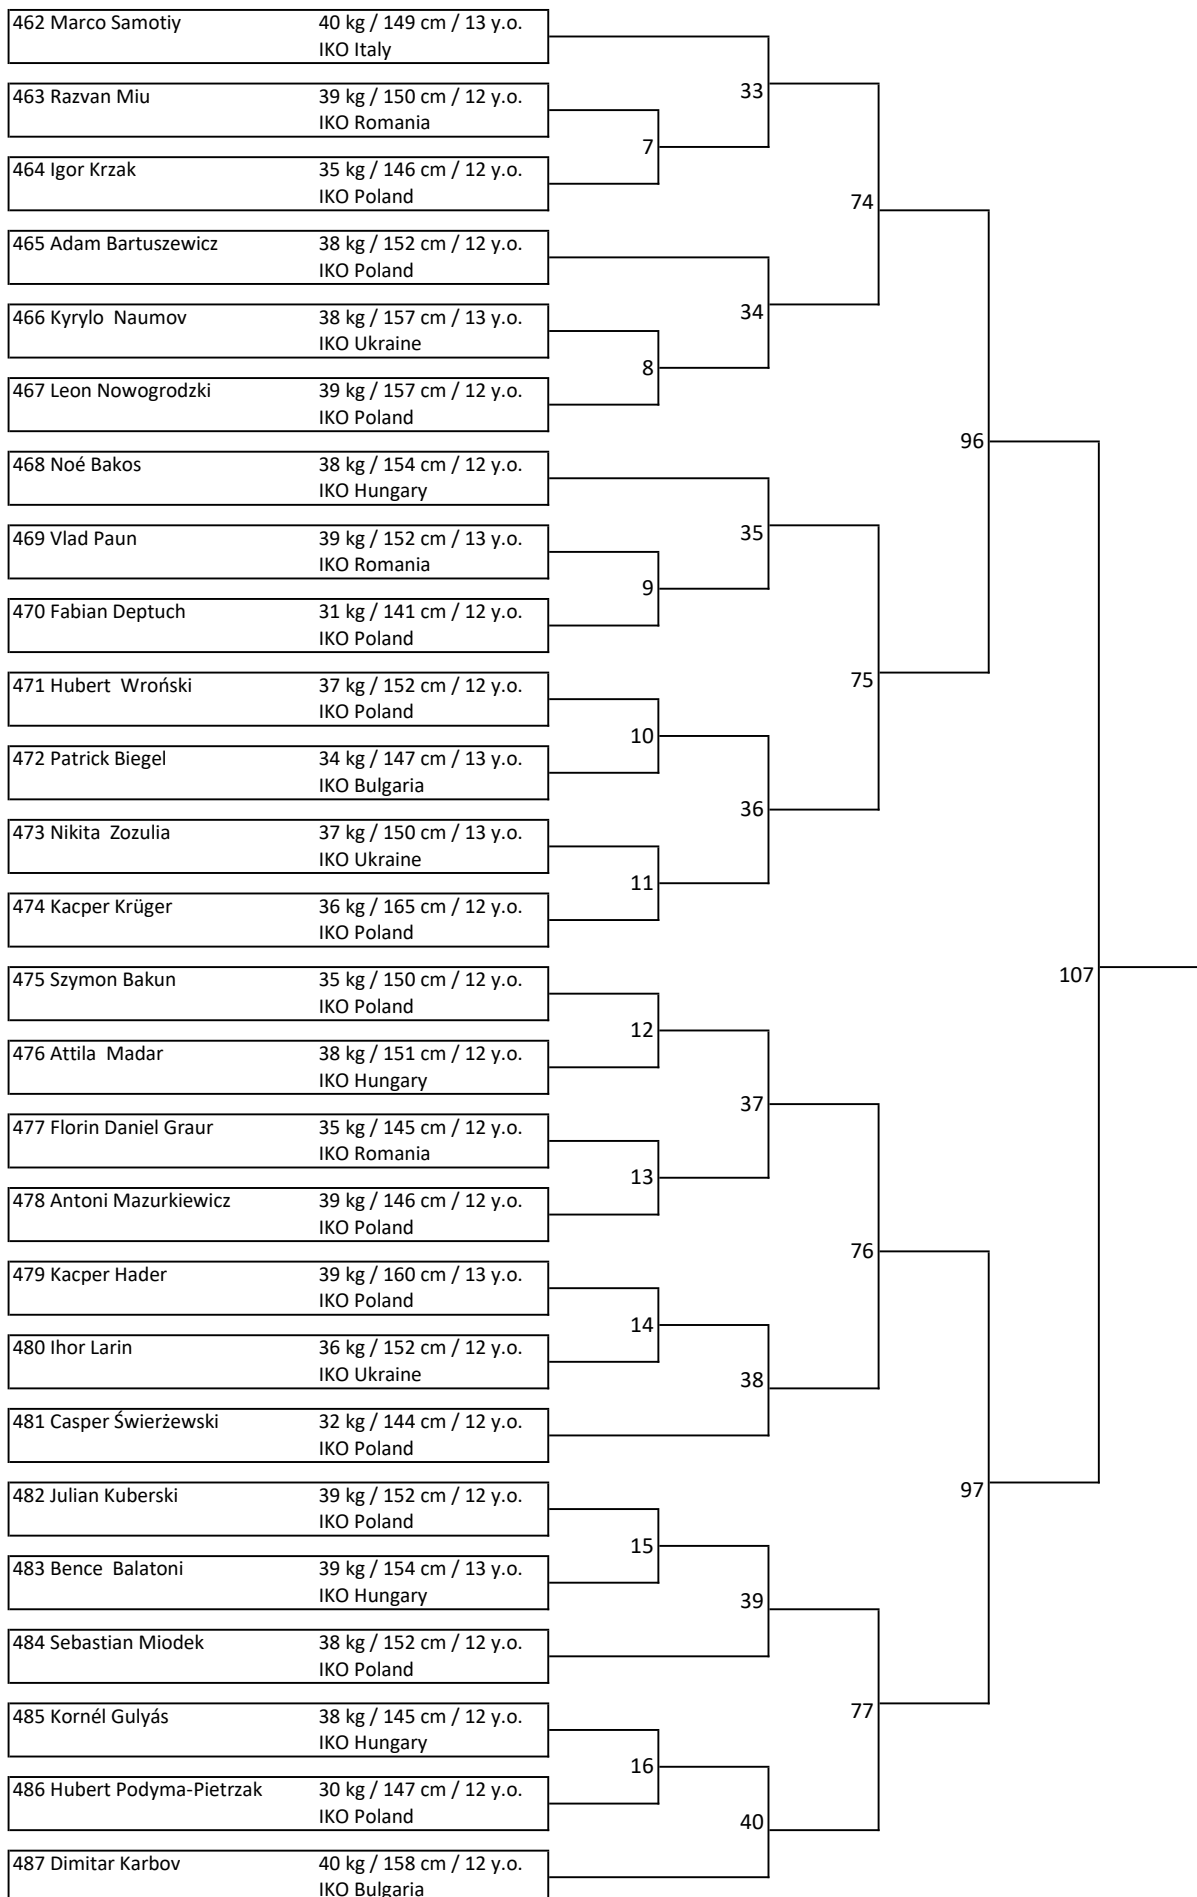 462 Marco Samotiy 40 kg / 149 cm / 13 y.o.
IKO Italy
33
463 Razvan Miu 39 kg / 150 cm / 12 y.o.
IKO Romania
7
464 Igor Krzak 35 kg / 146 cm / 12 y.o.
IKO Poland
74
465 Adam Bartuszewicz 38 kg / 152 cm / 12 y.o.
IKO Poland
34
466 Kyrylo  Naumov 38 kg / 157 cm / 13 y.o.
IKO Ukraine
8
467 Leon Nowogrodzki 39 kg / 157 cm / 12 y.o.
IKO Poland
96
468 Noé Bakos 38 kg / 154 cm / 12 y.o.
IKO Hungary
35
469 Vlad Paun 39 kg / 152 cm / 13 y.o.
IKO Romania
9
470 Fabian Deptuch 31 kg / 141 cm / 12 y.o.
IKO Poland
75
471 Hubert  Wroński 37 kg / 152 cm / 12 y.o.
IKO Poland
10
472 Patrick Biegel 34 kg / 147 cm / 13 y.o.
IKO Bulgaria
36
473 Nikita  Zozulia 37 kg / 150 cm / 13 y.o.
IKO Ukraine
11
474 Kacper Krüger 36 kg / 165 cm / 12 y.o.
IKO Poland
107
475 Szymon Bakun 35 kg / 150 cm / 12 y.o.
IKO Poland
12
476 Attila  Madar 38 kg / 151 cm / 12 y.o.
IKO Hungary
37
477 Florin Daniel Graur 35 kg / 145 cm / 12 y.o.
IKO Romania
13
478 Antoni Mazurkiewicz 39 kg / 146 cm / 12 y.o.
IKO Poland
76
479 Kacper Hader 39 kg / 160 cm / 13 y.o.
IKO Poland
14
480 Ihor Larin 36 kg / 152 cm / 12 y.o.
IKO Ukraine
38
481 Casper Świerżewski 32 kg / 144 cm / 12 y.o.
IKO Poland
97
482 Julian Kuberski 39 kg / 152 cm / 12 y.o.
IKO Poland
15
483 Bence  Balatoni 39 kg / 154 cm / 13 y.o.
IKO Hungary
39
484 Sebastian Miodek 38 kg / 152 cm / 12 y.o.
IKO Poland
77
485 Kornél Gulyás 38 kg / 145 cm / 12 y.o.
IKO Hungary
16
486 Hubert Podyma-Pietrzak 30 kg / 147 cm / 12 y.o.
IKO Poland
40
487 Dimitar Karbov 40 kg / 158 cm / 12 y.o.
IKO Bulgaria